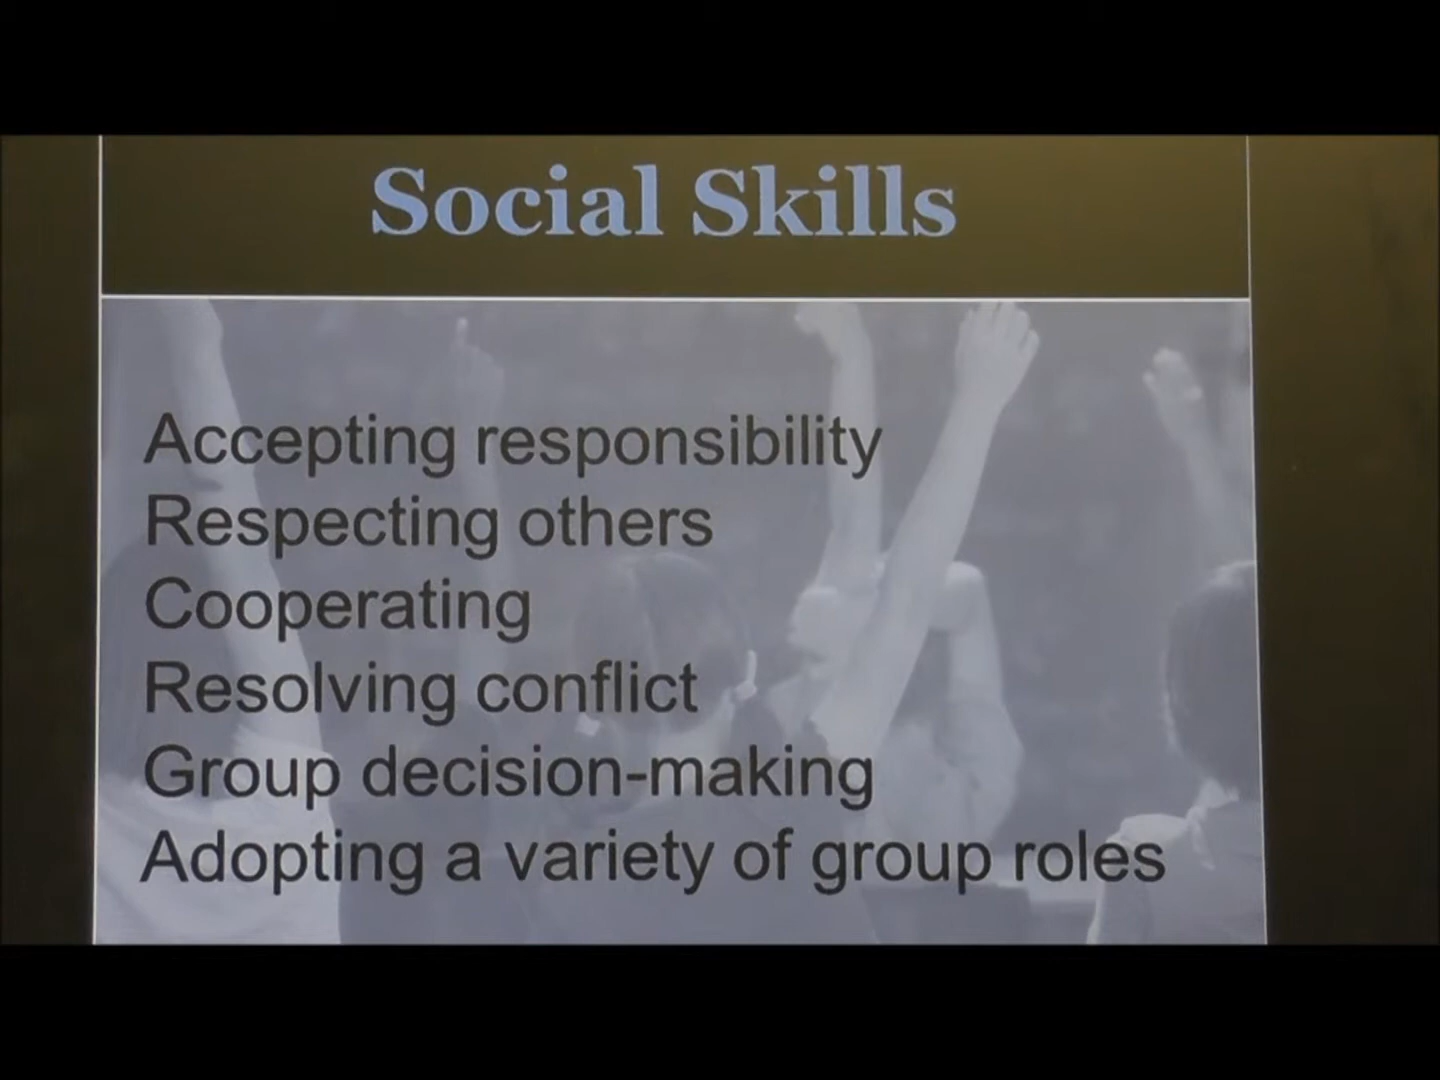 Social Skills
Accepting responsibility
Respecting others
Cooperating
Resolving conflict
Group decision-making
Adopting a variety of group roles